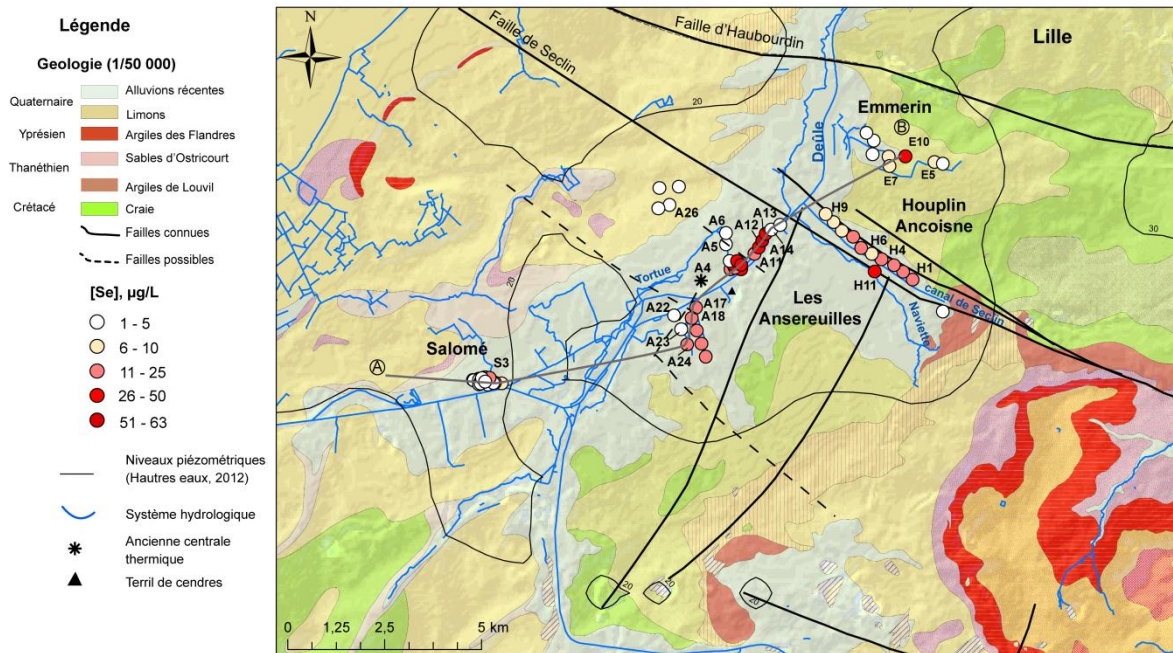 Légende
Geologie (1/50 000)
Quaternaire
Alluvions récentes
Limons
Yprésien
Argiles des Flandres
Thanéthien
Sables d'Ostricourt
Argiles de Louvil
Crétacé
Craie
Failles connues
Failles possibles
[Se], µg/L
1 - 5
6 - 10
11 - 25
26 - 50
51 - 63
Niveaux piézométriques
(Hautres eaux, 2012)
Système hydrologique
Ancienne centrale
thermique
Terril de cendres
N
Faille de Seclin
Faille d'Haubourdin
Lille
20
Emmerin
B
Deûle
E10
E7
E5
30
Houplin
Ancoisne
A26
A6
A5
A13
A12
A14
A11
A4
H9
H6
H4
H1
H11
canal de Seclin
Naviette
20
Tortue
Les
Ansereuilles
A17
A18
A22
A23
A24
Salomé
S3
A
20
20
20
0
1,25
2,5
5 km